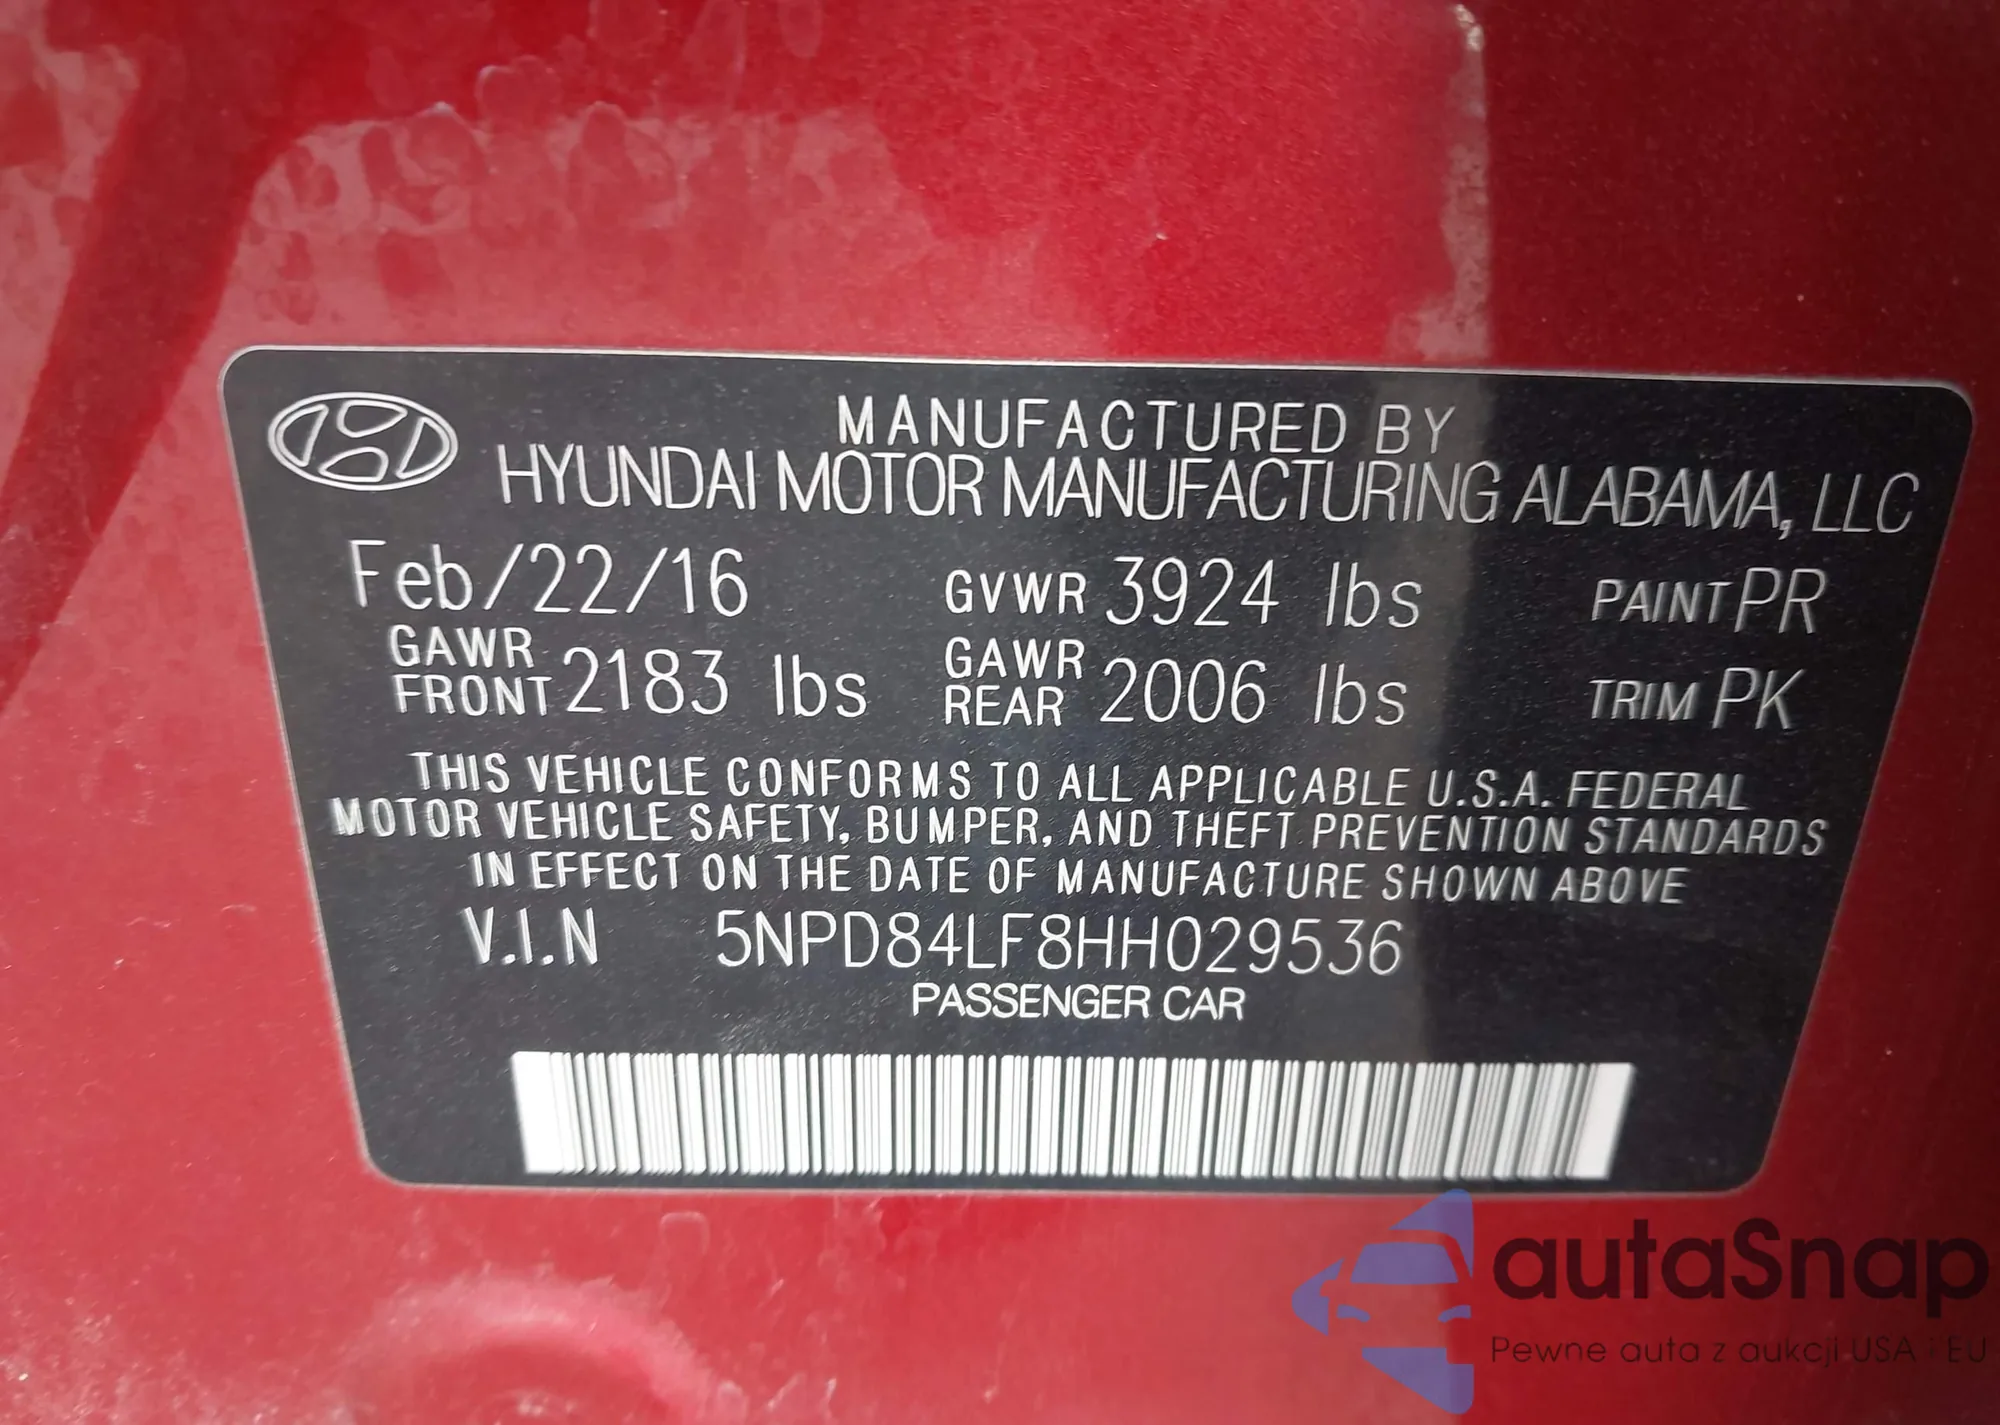 MANUFACTURED BY
HYUNDAI MOTOR MANUFACTURING ALABAMA, LLC
Feb/22/16 GVWR 3924 lbs PAINT PR
GAWR FRONT 2183 lbs GAWR REAR 2006 lbs TRIM PK
THIS VEHICLE CONFORMS TO ALL APPLICABLE U.S.A. FEDERAL
MOTOR VEHICLE SAFETY, BUMPER, AND THEFT PREVENTION STANDARDS
IN EFFECT ON THE DATE OF MANUFACTURE SHOWN ABOVE
V.I.N 5NPD84LF8HH029536
PASSENGER CAR
autaSnap
Pewne auta z aukcji USA i EU